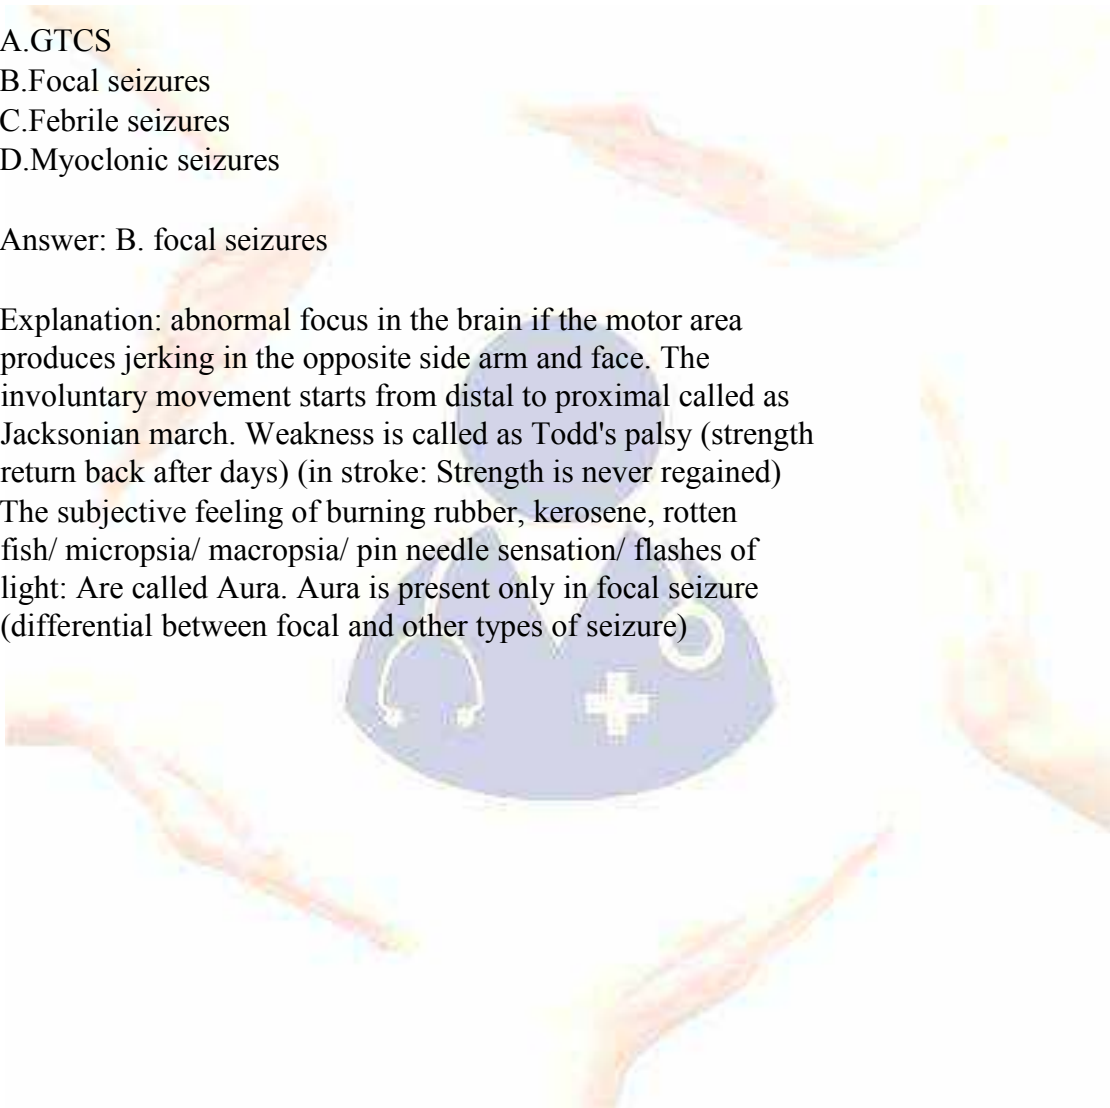 A.GTCS
B.Focal seizures
C.Febrile seizures
D.Myoclonic seizures
Answer: B. focal seizures
Explanation: abnormal focus in the brain if the motor area
produces jerking in the opposite side arm and face. The
involuntary movement starts from distal to proximal called as
Jacksonian march. Weakness is called as Todd's palsy (strength
return back after days) (in stroke: Strength is never regained)
The subjective feeling of burning rubber, kerosene, rotten
fish/ micropsia/ macropsia/ pin needle sensation/ flashes of
light: Are called Aura. Aura is present only in focal seizure
(differential between focal and other types of seizure)